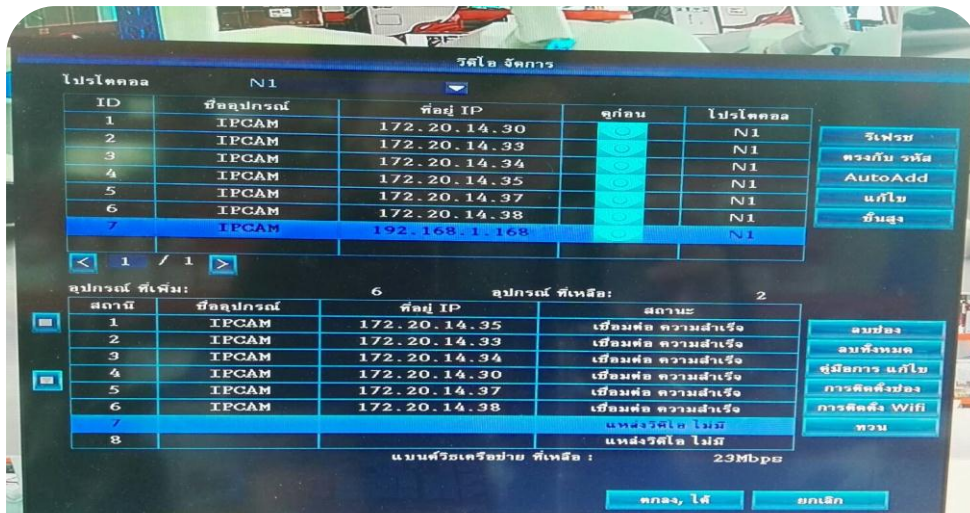 วีดีโอ จัดการ
โปรโตคอล N1
ID ชื่ออุปกรณ์ ที่อยู่ IP ดูก่อน โปรโตคอล
1 IPCAM 172.20.14.30 N1
2 IPCAM 172.20.14.33 N1
3 IPCAM 172.20.14.34 N1
4 IPCAM 172.20.14.35 N1
5 IPCAM 172.20.14.37 N1
6 IPCAM 172.20.14.38 N1
7 IPCAM 192.168.1.168 N1
รีเฟรช
ตรงกับ รหัส
AutoAdd
แก้ไข
ขั้นสูง
< 1 / 1 >
อุปกรณ์ ที่เพิ่ม: 6 อุปกรณ์ ที่เหลือ: 2
สถานี ชื่ออุปกรณ์ ที่อยู่ IP สถานะ
1 IPCAM 172.20.14.35 เชื่อมต่อ ความสำเร็จ
2 IPCAM 172.20.14.33 เชื่อมต่อ ความสำเร็จ
3 IPCAM 172.20.14.34 เชื่อมต่อ ความสำเร็จ
4 IPCAM 172.20.14.30 เชื่อมต่อ ความสำเร็จ
5 IPCAM 172.20.14.37 เชื่อมต่อ ความสำเร็จ
6 IPCAM 172.20.14.38 เชื่อมต่อ ความสำเร็จ
7 แหล่งวีดีโอ ไม่มี
8 แหล่งวีดีโอ ไม่มี
ลบช่อง
ลบทั้งหมด
คู่มือการ แก้ไข
การติดตั้งช่อง
การติดตั้ง Wifi
ทวน
แบนด์วิธเครือข่าย ที่เหลือ : 23Mbps
ตกลง, ได้ ยกเลิก